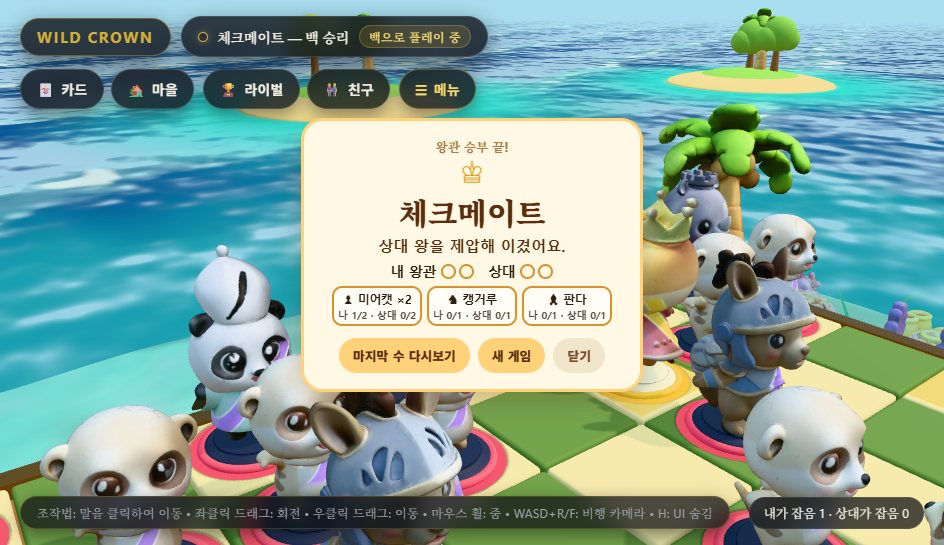 WILD CROWN
체크메이트 — 백 승리 백으로 플레이 중
카드 마을 라이벌 친구 ☰ 메뉴
왕관 승부 끝!
체크메이트
상대 왕을 제압해 이겼어요.
내 왕관 상대
미어캣 ×2 캥거루 판다
나 1/2 · 상대 0/2 나 0/1 · 상대 0/1 나 0/1 · 상대 0/1
마지막 수 다시보기 새 게임 닫기
조작법: 말을 클릭하여 이동 • 좌클릭 드래그: 회전 • 우클릭 드래그: 이동 • 마우스 휠: 줌 • WASD+R/F: 비행 카메라 • H: UI 숨김
내가 잡음 1 · 상대가 잡음 0